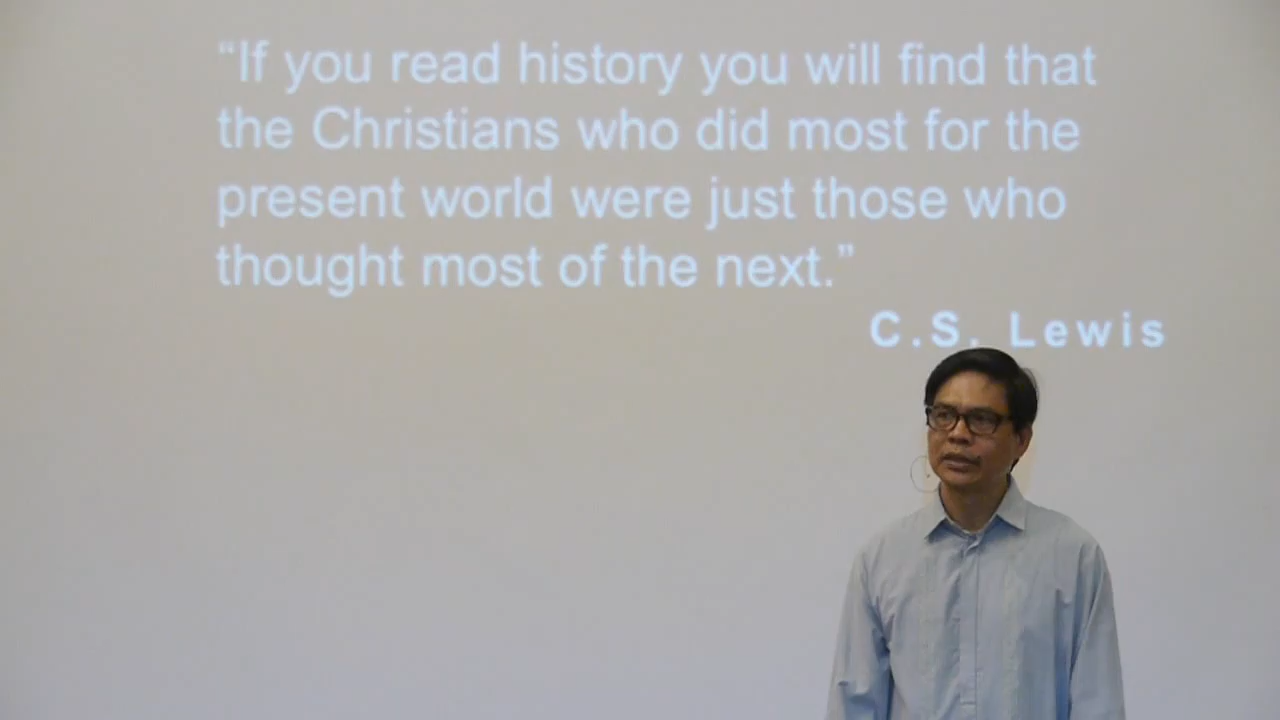 “If you read history you will find that
the Christians who did most for the
present world were just those who
thought most of the next.”
C.S. Lewis